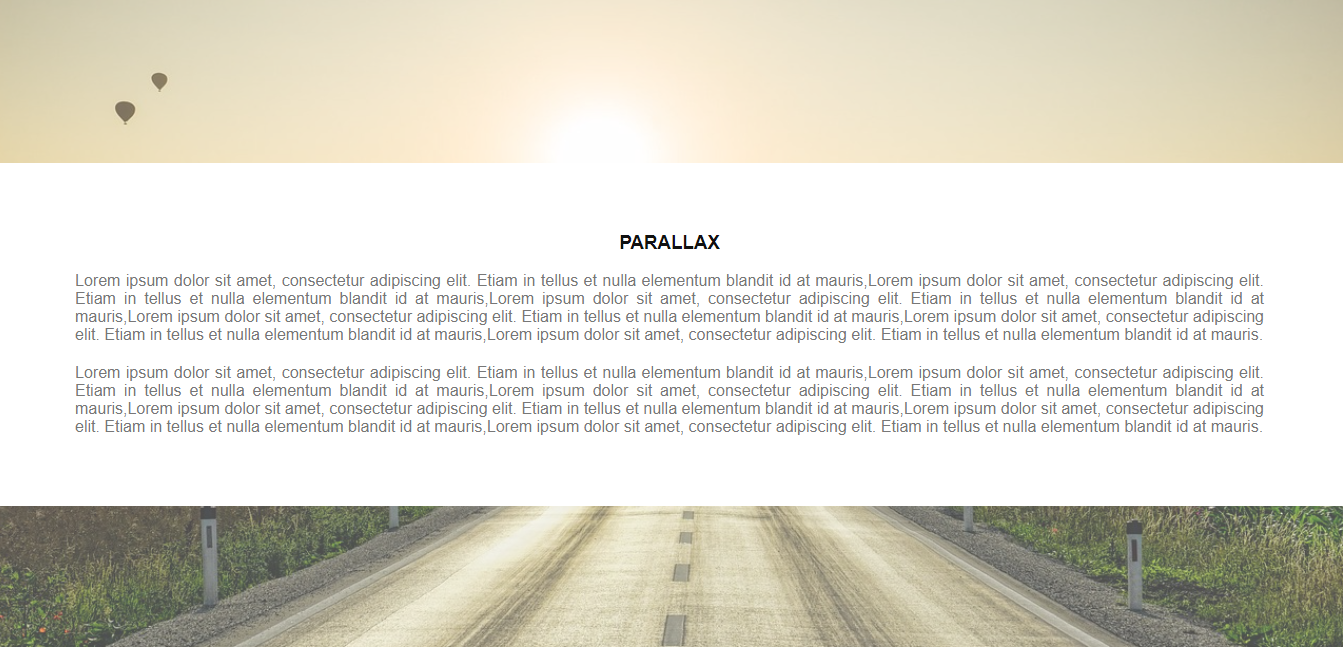 PARALLAX
Lorem ipsum dolor sit amet, consectetur adipiscing elit. Etiam in tellus et nulla elementum blandit id at mauris,Lorem ipsum dolor sit amet, consectetur adipiscing elit.
Etiam in tellus et nulla elementum blandit id at mauris,Lorem ipsum dolor sit amet, consectetur adipiscing elit. Etiam in tellus et nulla elementum blandit id at
mauris,Lorem ipsum dolor sit amet, consectetur adipiscing elit. Etiam in tellus et nulla elementum blandit id at mauris,Lorem ipsum dolor sit amet, consectetur adipiscing
elit. Etiam in tellus et nulla elementum blandit id at mauris,Lorem ipsum dolor sit amet, consectetur adipiscing elit. Etiam in tellus et nulla elementum blandit id at mauris.
Lorem ipsum dolor sit amet, consectetur adipiscing elit. Etiam in tellus et nulla elementum blandit id at mauris,Lorem ipsum dolor sit amet, consectetur adipiscing elit.
Etiam in tellus et nulla elementum blandit id at mauris,Lorem ipsum dolor sit amet, consectetur adipiscing elit. Etiam in tellus et nulla elementum blandit id at
mauris,Lorem ipsum dolor sit amet, consectetur adipiscing elit. Etiam in tellus et nulla elementum blandit id at mauris,Lorem ipsum dolor sit amet, consectetur adipiscing
elit. Etiam in tellus et nulla elementum blandit id at mauris,Lorem ipsum dolor sit amet, consectetur adipiscing elit. Etiam in tellus et nulla elementum blandit id at mauris.